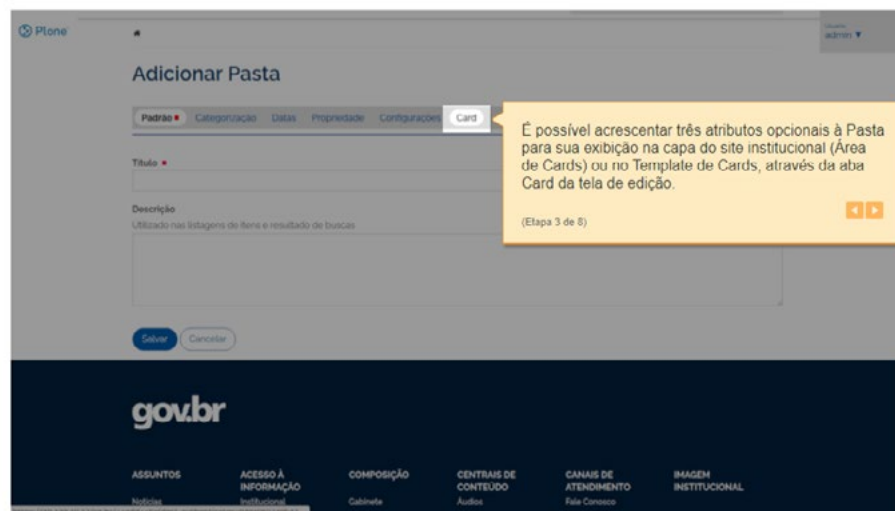 Plone
admin ▼
Adicionar Pasta
Padrão Categorização Datas Propriedade Configurações Card
É possível acrescentar três atributos opcionais à Pasta
para sua exibição na capa do site institucional (Área
de Cards) ou no Template de Cards, através da aba
Card da tela de edição.
(Etapa 3 de 8)
Título
Descrição
Utilizado nas listagens de itens e resultado de buscas
Salvar Cancelar
gov.br
ASSUNTOS
Notícias
ACESSO À
INFORMAÇÃO
Institucional
COMPOSIÇÃO
Gabinete
CENTRAIS DE
CONTEÚDO
Áudios
CANAIS DE
ATENDIMENTO
Fale Conosco
IMAGEM
INSTITUCIONAL